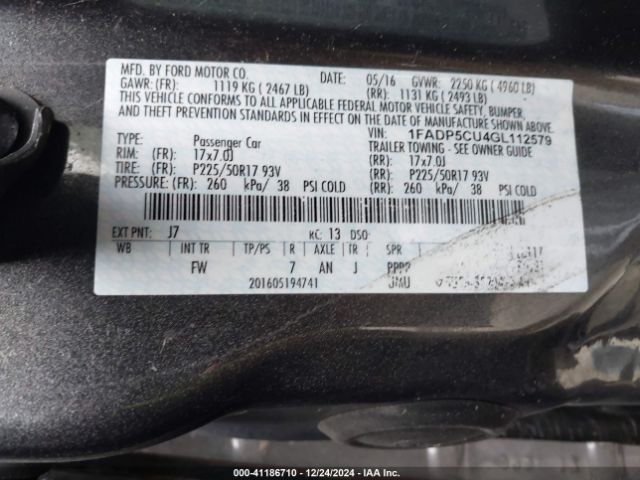 MFD. BY FORD MOTOR CO. DATE: 05/16 GVWR: 2250 KG ( 4960 LB)
GAWR: (FR): 1119 KG ( 2467 LB) (RR): 1131 KG ( 2493 LB)
THIS VEHICLE CONFORMS TO ALL APPLICABLE FEDERAL MOTOR VEHICLE SAFETY, BUMPER,
AND THEFT PREVENTION STANDARDS IN EFFECT ON THE DATE OF MANUFACTURE SHOWN ABOVE.
VIN: 1FADP5CU4GL112579
TYPE: Passenger Car TRAILER TOWING - SEE OWNER GUIDE
RIM: (FR): 17x7.0J (RR): 17x7.0J
TIRE: (FR): P225/50R17 93V (RR): P225/50R17 93V
PRESSURE: (FR): 260 kPa/ 38 PSI COLD (RR): 260 kPa/ 38 PSI COLD
EXT PNT: J7 RC: 13 DSO:
WB INT TR TP/PS R AXLE TR SPR
FW 7 AN J
201605194741 JMU
000-41186710 — 12/24/2024 — IAA Inc.